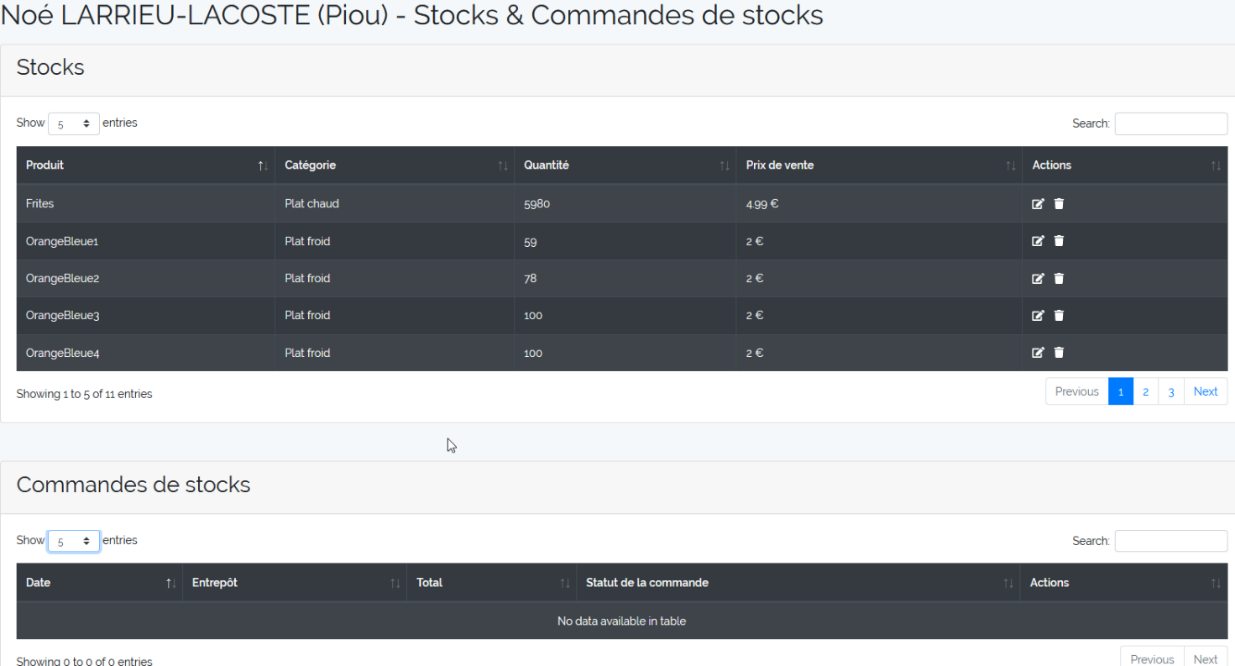 Noé LARRIEU-LACOSTE (Piou) - Stocks & Commandes de stocks
Stocks
Show 5 entries
Search:
Produit Catégorie Quantité Prix de vente Actions
Frites Plat chaud 5980 4.99 €
OrangeBleue1 Plat froid 59 2 €
OrangeBleue2 Plat froid 78 2 €
OrangeBleue3 Plat froid 100 2 €
OrangeBleue4 Plat froid 100 2 €
Showing 1 to 5 of 11 entries
Previous 1 2 3 Next
Commandes de stocks
Show 5 entries
Search:
Date Entrepôt Total Statut de la commande Actions
No data available in table
Showing 0 to 0 of 0 entries
Previous Next